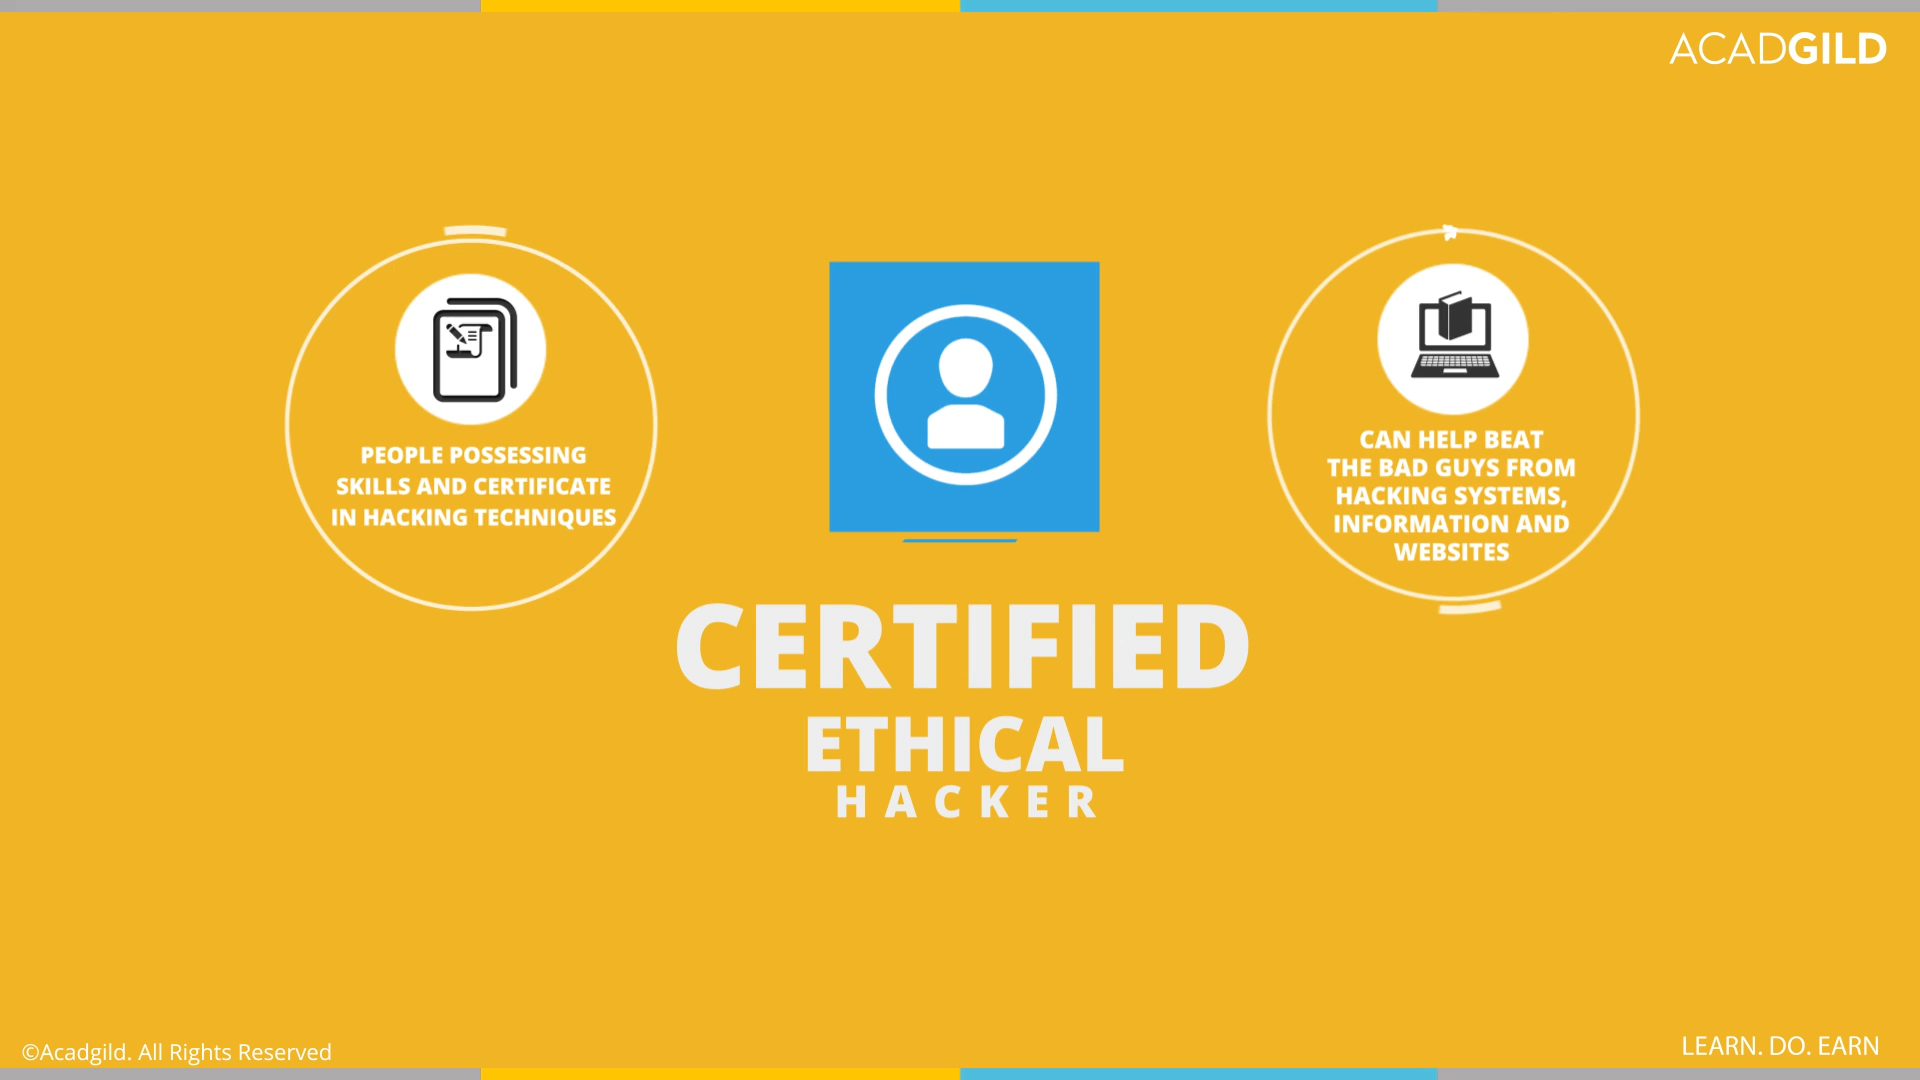 ACADGILD
PEOPLE POSSESSING
SKILLS AND CERTIFICATE
IN HACKING TECHNIQUES
CAN HELP BEAT
THE BAD GUYS FROM
HACKING SYSTEMS,
INFORMATION AND
WEBSITES
CERTIFIED
ETHICAL
HACKER
©Acadgild. All Rights Reserved
LEARN. DO. EARN